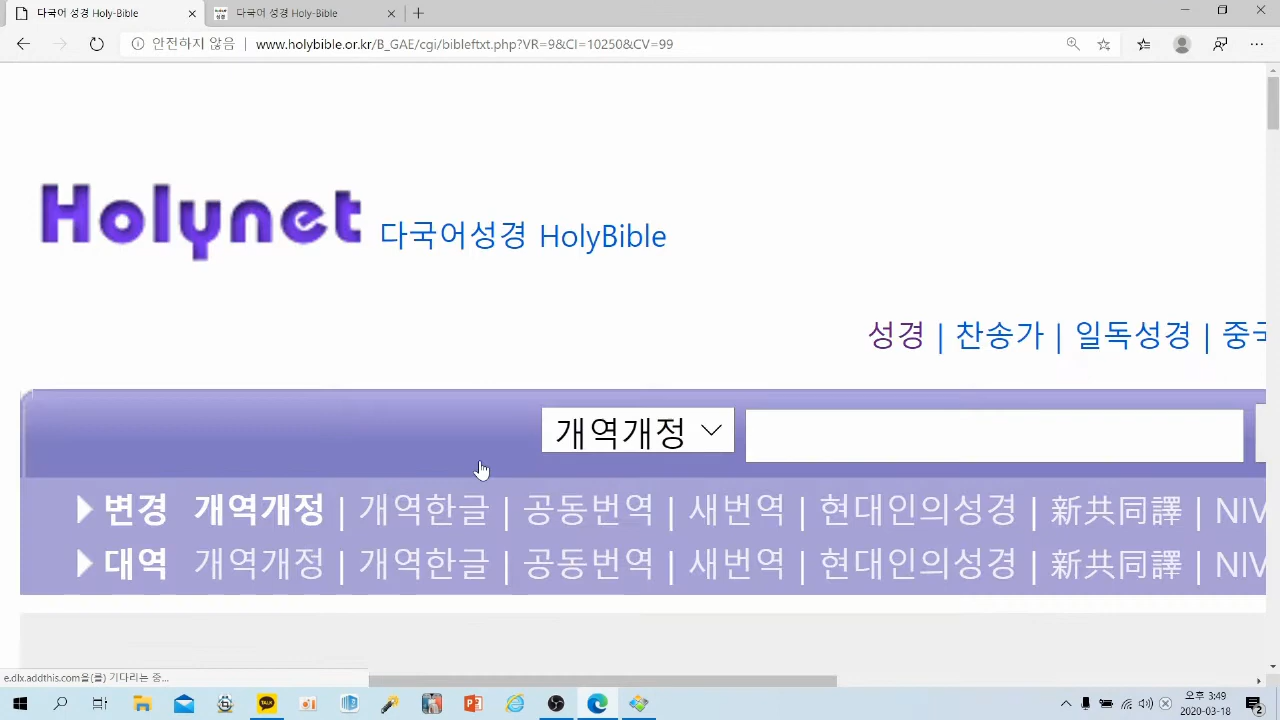 다국어 성경 Holy-Bible
다국어 성경 Holy-Bible
안전하지 않음 | www.holybible.or.kr/B_GAE/cgi/bibleftxt.php?VR=9&CI=10250&CV=99
Holynet 다국어성경 HolyBible
성경 | 찬송가 | 일독성경 |
개역개정
변경 개역개정 | 개역한글 | 공동번역 | 새번역 | 현대인의성경 | 新共同譯 | NIV
대역 개역개정 | 개역한글 | 공동번역 | 새번역 | 현대인의성경 | 新共同譯 | NIV
e.dlx.addthis.com을(를) 기다리는 중...
TALK
오후 3:49
2020-03-18
2